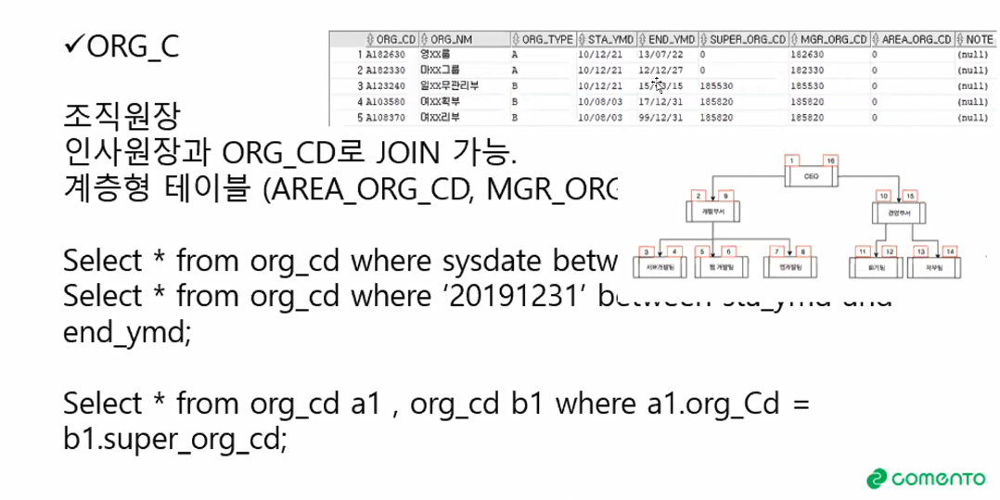 ✓ORG_C
ORG_CD ORG_NM ORG_TYPE STA_YMD END_YMD SUPER_ORG_CD MGR_ORG_CD AREA_ORG_CD NOTE
1 A182630 영XX룹 A 10/12/21 13/07/22 0 182630 0 (null)
2 A182330 마XX그룹 A 10/12/21 12/12/27 0 182330 0 (null)
3 A123240 일XX무관리부 B 10/12/21 185530 185530 0 (null)
4 A103580 여XX획부 B 10/08/03 17/12/31 185820 185820 0 (null)
5 A108370 여XX리부 B 10/08/03 99/12/31 185820 185820 0 (null)
조직원장
인사원장과 ORG_CD로 JOIN 가능.
계층형 테이블 (AREA_ORG_CD, MGR_ORG
1 16
CEO
2 9 10 15
개발부서 경영부서
3 4 5 6 7 8 11 12 13 14
서버개발팀 웹 개발팀 앱개발팀 회기팀 재무팀
Select * from org_cd where sysdate betw
Select * from org_cd where ‘20191231’ between sta_ymd and
end_ymd;
Select * from org_cd a1 , org_cd b1 where a1.org_Cd =
b1.super_org_cd;
comento